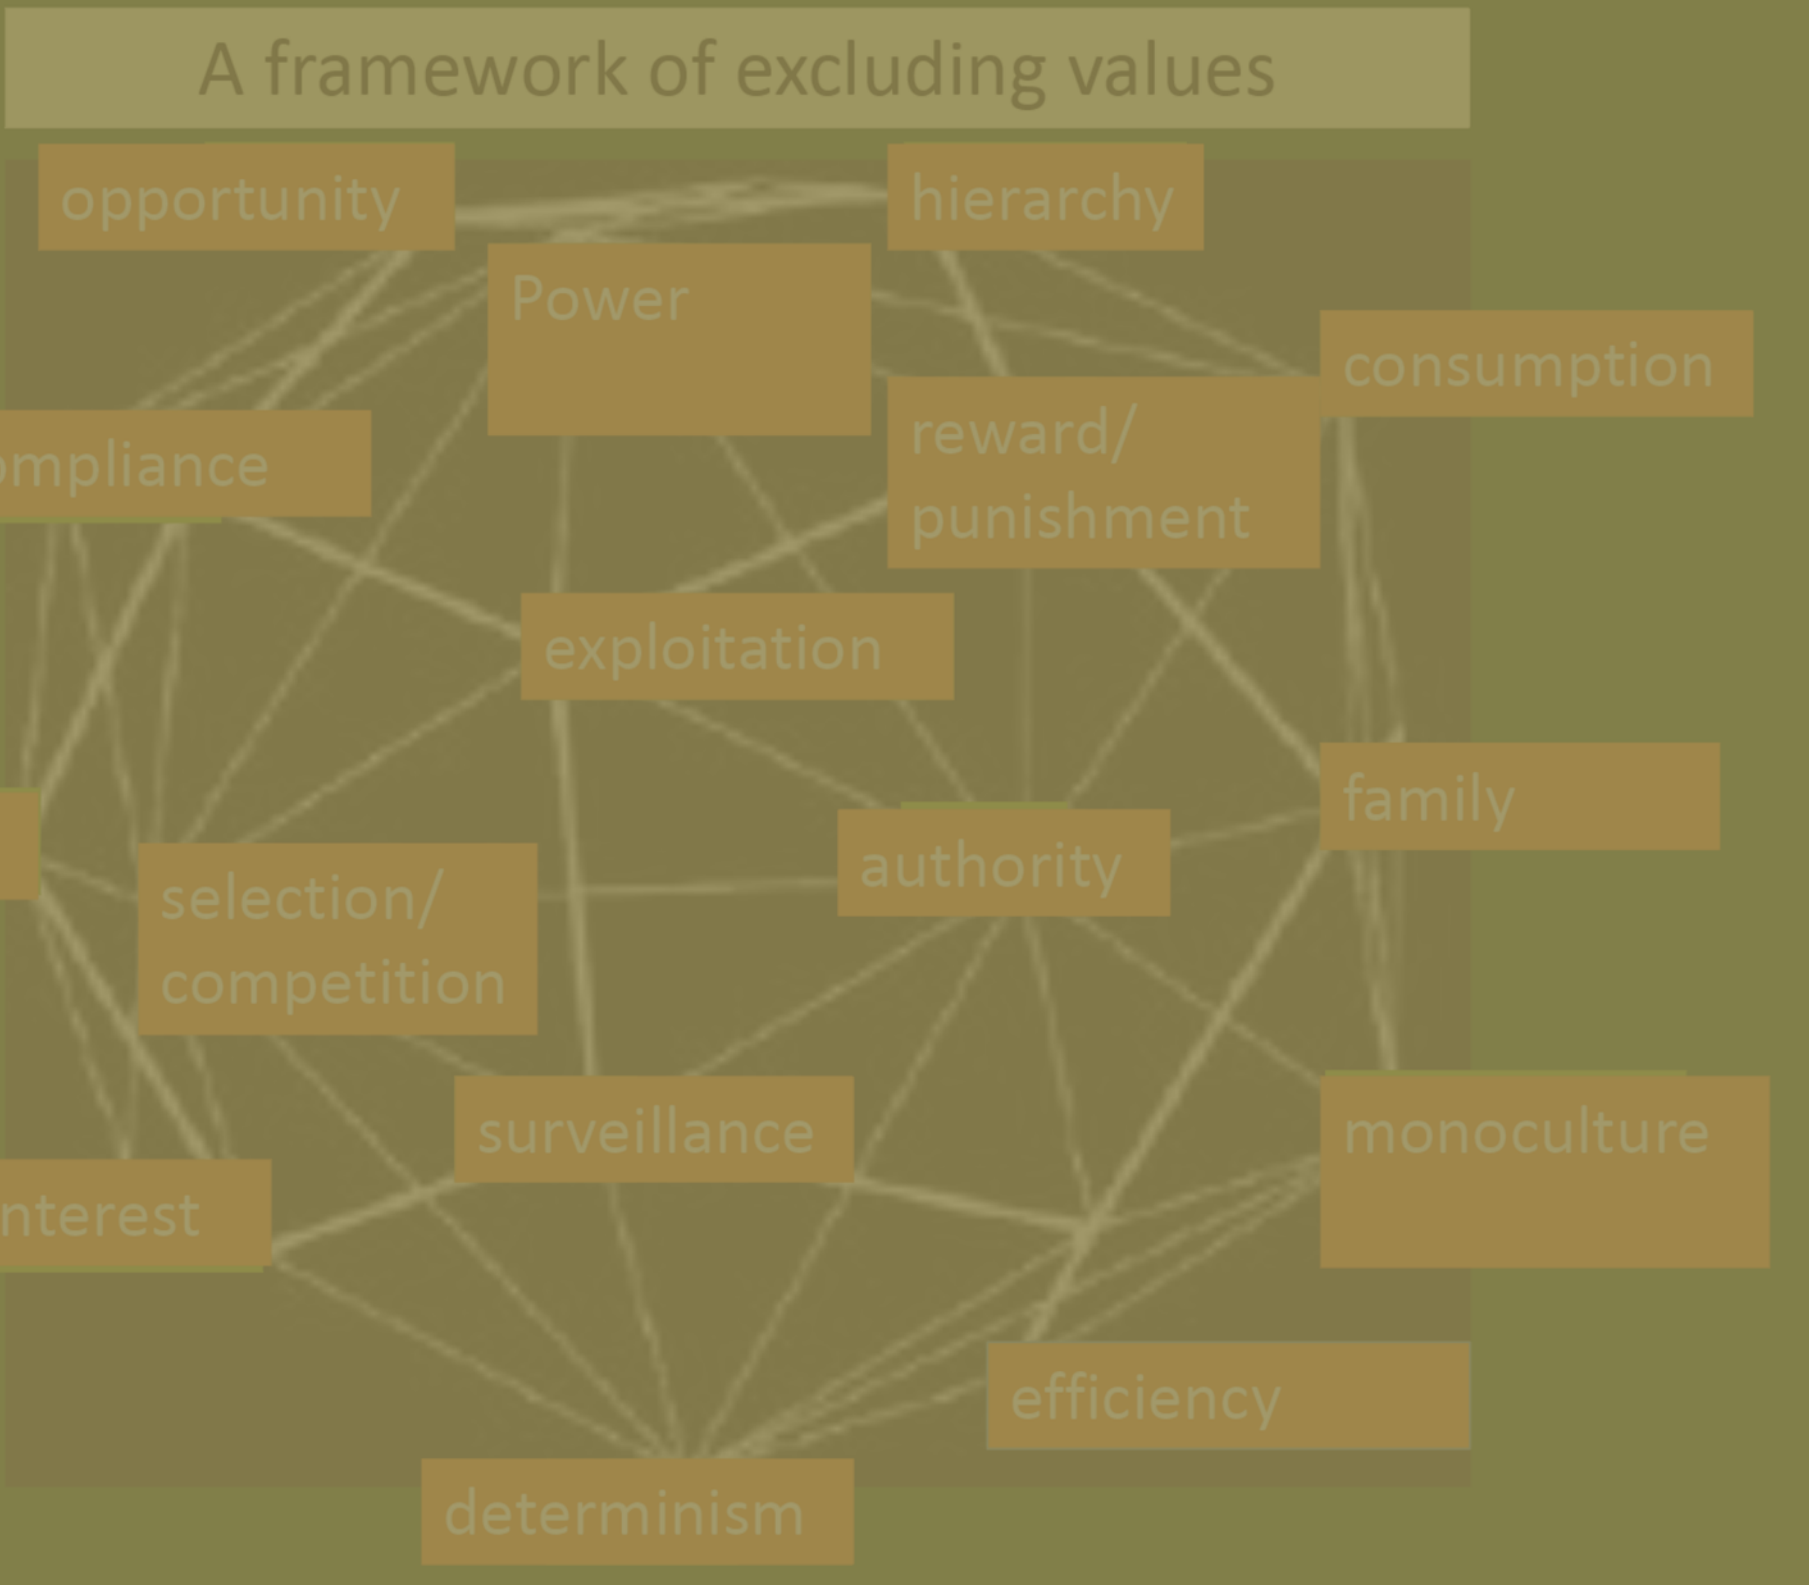 A framework of excluding values
opportunity
hierarchy
Power
consumption
ompliance
reward/
punishment
exploitation
family
authority
selection/
competition
surveillance
monoculture
nterest
efficiency
determinism